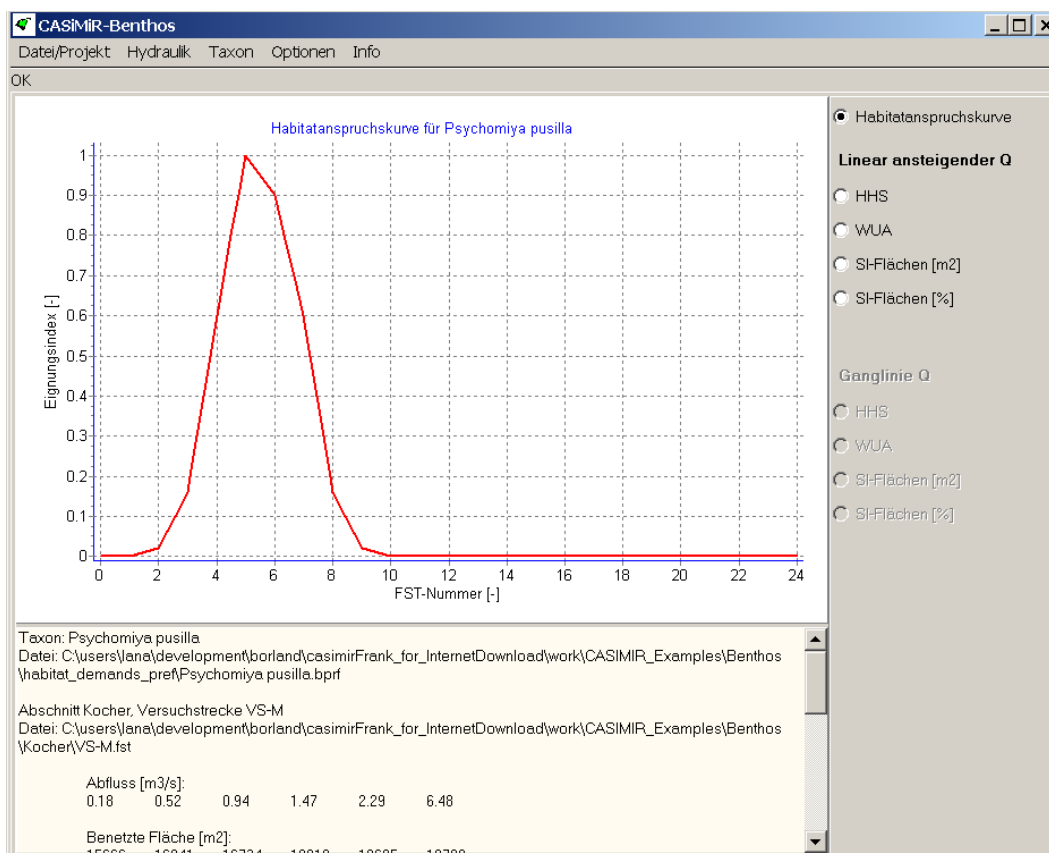 CASiMiR-Benthos
Datei/Projekt Hydraulik Taxon Optionen Info
OK
Habitatanspruchskurve für Psychomiya pusilla
Eignungsindex [-]
1
0.9
0.8
0.7
0.6
0.5
0.4
0.3
0.2
0.1
0
0 2 4 6 8 10 12 14 16 18 20 22 24
FST-Nummer [-]
Habitatanspruchskurve
Linear ansteigender Q
HHS
WUA
SI-Flächen [m2]
SI-Flächen [%]
Ganglinie Q
HHS
WUA
SI-Flächen [m2]
SI-Flächen [%]
Taxon: Psychomiya pusilla
Datei: C:\users\lana\development\borland\casimirFrank_for_InternetDownload\work\CASIMIR_Examples\Benthos
\habitat_demands_pref\Psychomiya pusilla.bprf
Abschnitt Kocher, Versuchstrecke VS-M
Datei: C:\users\lana\development\borland\casimirFrank_for_InternetDownload\work\CASIMIR_Examples\Benthos
\Kocher\VS-M.fst
Abfluss [m3/s]:
0.18 0.52 0.94 1.47 2.29 6.48
Benetzte Fläche [m2]: